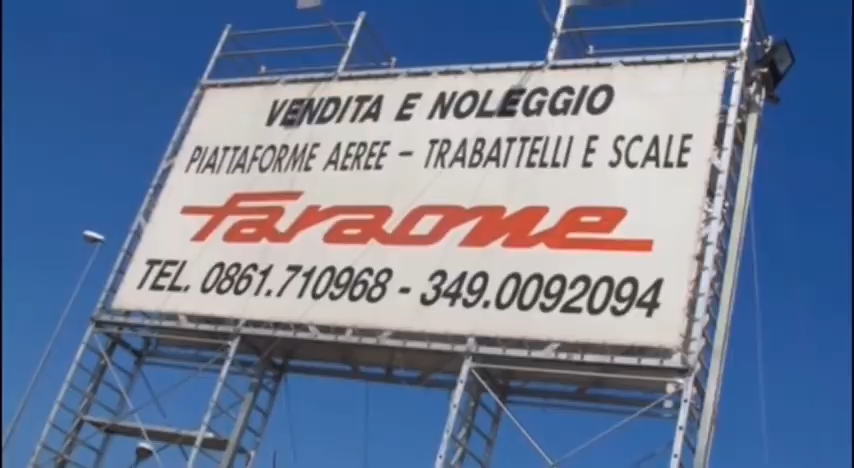 VENDITA E NOLEGGIO
PIATTAFORME AEREE - TRABATTELLI E SCALE
Faraone
TEL. 0861.710968 - 349.0092094